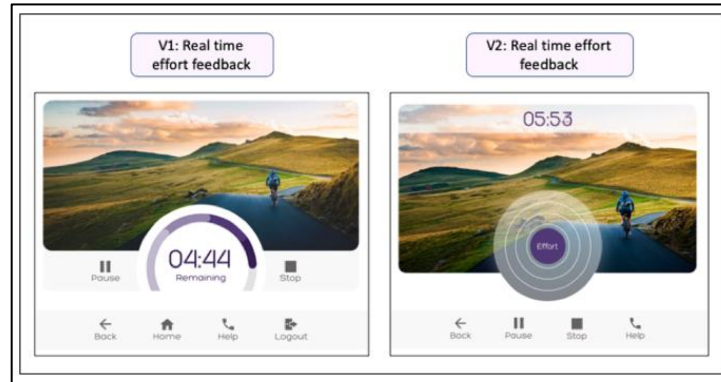 V1: Real time
effort feedback
V2: Real time effort
feedback
04:44
Remaining
Pause
Stop
Back
Home
Help
Logout
05:53
Effort
Back
Pause
Stop
Help